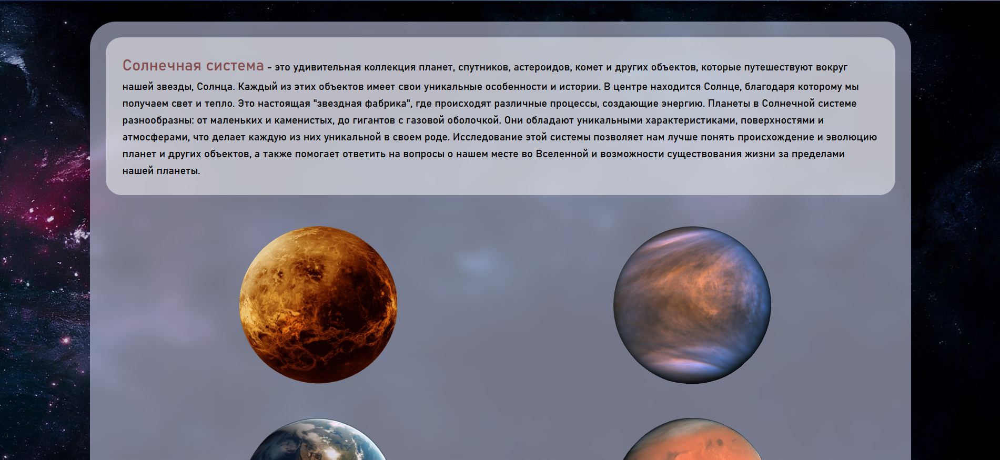 Солнечная система - это удивительная коллекция планет, спутников, астероидов, комет и других объектов, которые путешествуют вокруг
нашей звезды, Солнца. Каждый из этих объектов имеет свои уникальные особенности и истории. В центре находится Солнце, благодаря которому мы
получаем свет и тепло. Это настоящая "звездная фабрика", где происходят различные процессы, создающие энергию. Планеты в Солнечной системе
разнообразны: от маленьких и каменистых, до гигантов с газовой оболочкой. Они обладают уникальными характеристиками, поверхностями и
атмосферами, что делает каждую из них уникальной в своем роде. Исследование этой системы позволяет нам лучше понять происхождение и эволюцию
планет и других объектов, а также помогает ответить на вопросы о нашем месте во Вселенной и возможности существования жизни за пределами
нашей планеты.